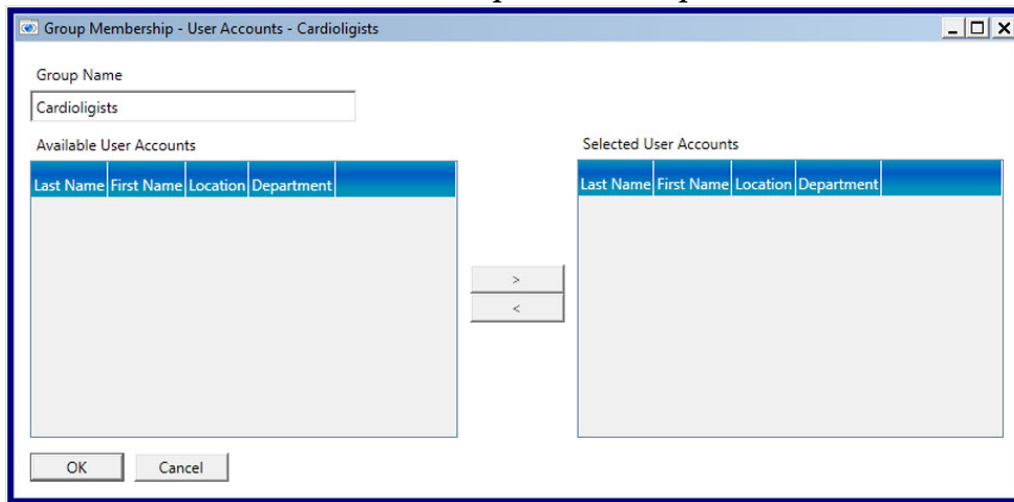 Group Membership - User Accounts - Cardioligists
Group Name
Cardioligists
Available User Accounts
Last Name First Name Location Department
>
<
Selected User Accounts
Last Name First Name Location Department
OK Cancel